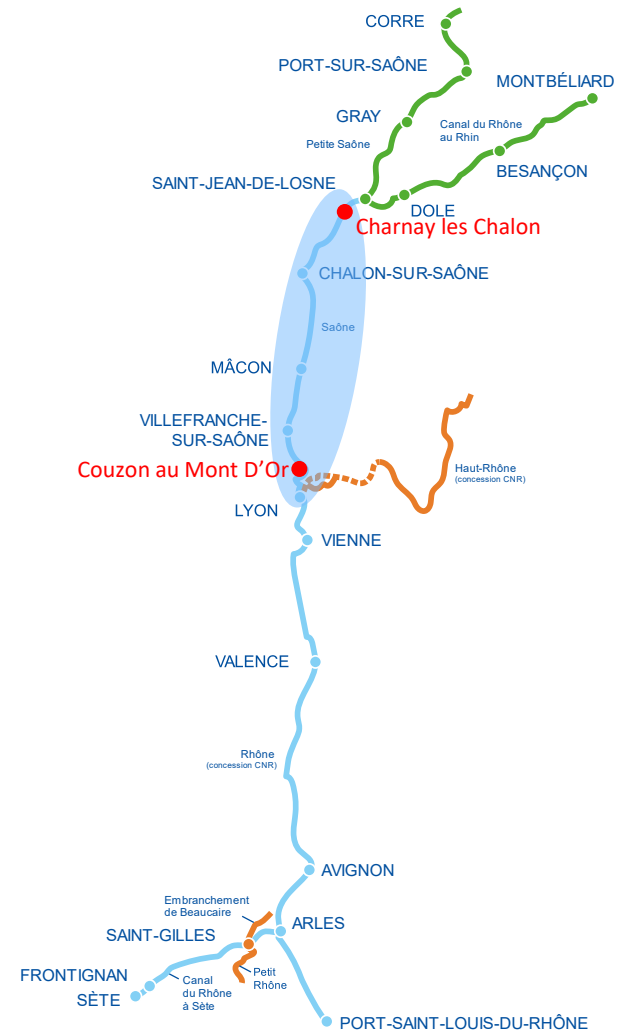 CORRE
PORT-SUR-SAÔNE
MONTBÉLIARD
GRAY
Canal du Rhône
au Rhin
Petite Saône
BESANÇON
SAINT-JEAN-DE-LOSNE
DOLE
Charnay les Chalon
CHALON-SUR-SAÔNE
Saône
MÂCON
VILLEFRANCHE-
SUR-SAÔNE
Couzon au Mont D'Or
Haut-Rhône
(concession CNR)
LYON
VIENNE
VALENCE
Rhône
(concession CNR)
AVIGNON
Embranchement
de Beaucaire
ARLES
SAINT-GILLES
FRONTIGNAN
Petit
Rhône
Canal
du Rhône
à Sète
SÈTE
PORT-SAINT-LOUIS-DU-RHÔNE